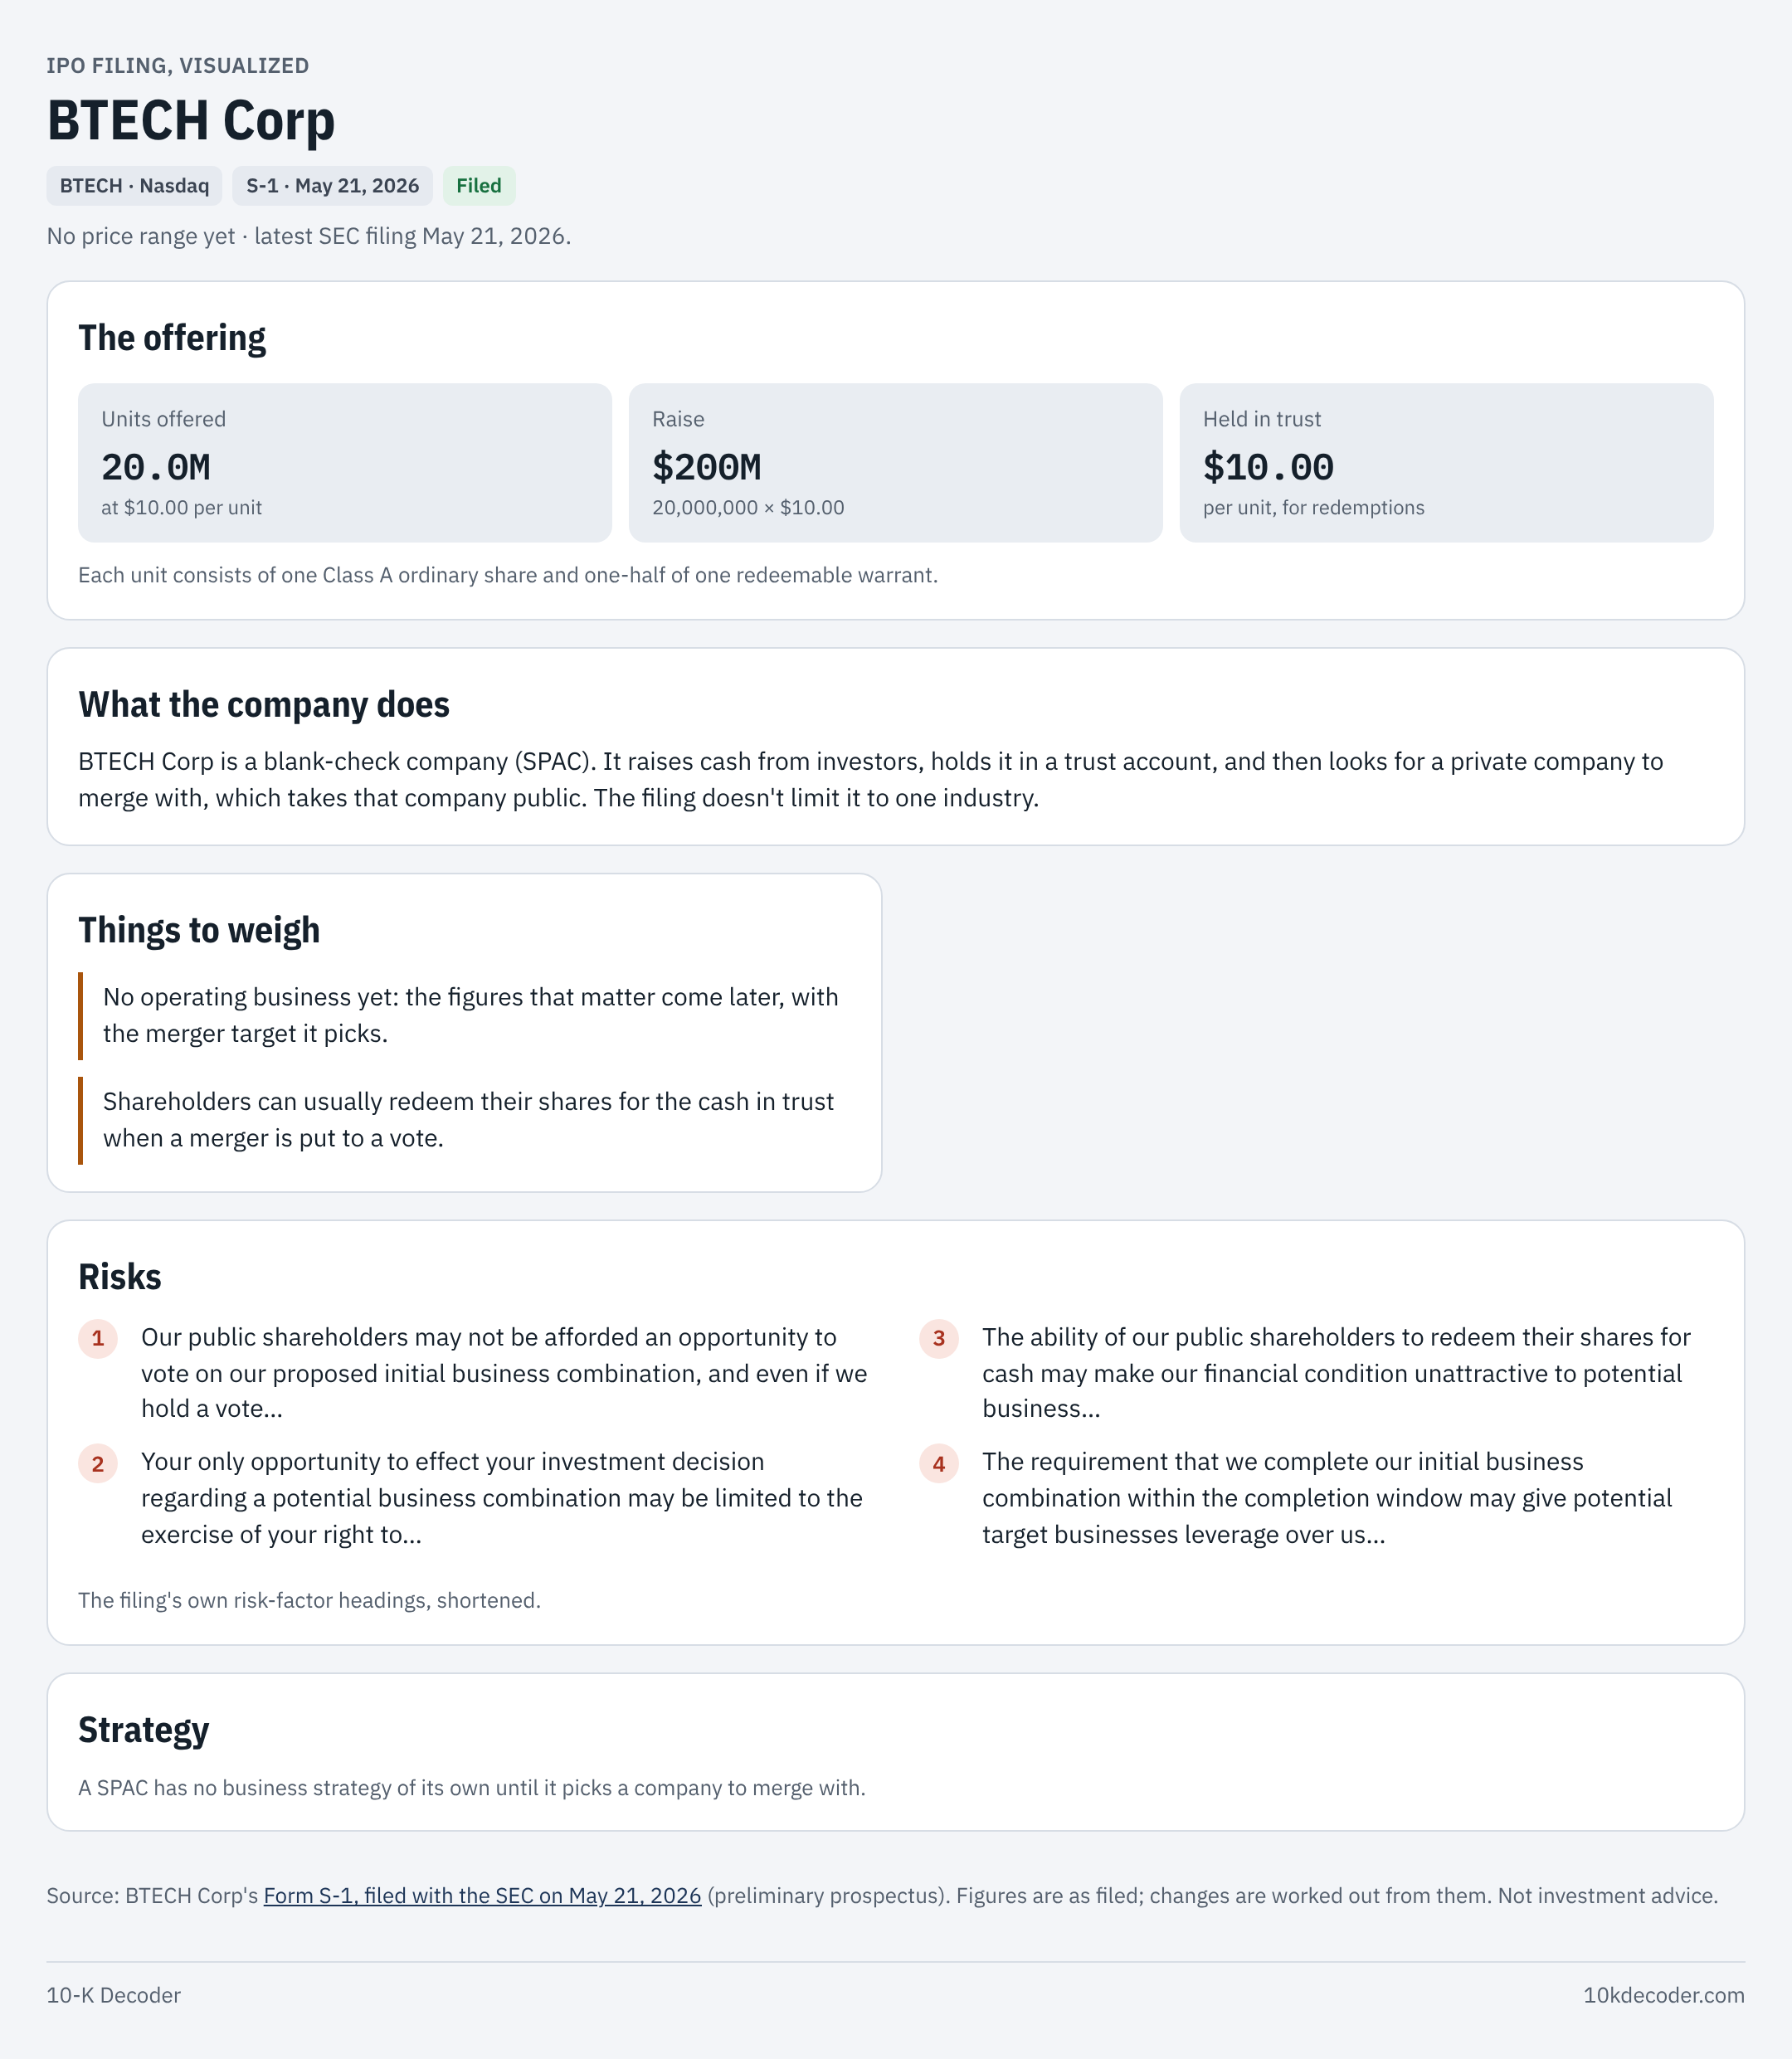 IPO FILING, VISUALIZED
BTECH Corp
BTECH · Nasdaq
S-1 · May 21, 2026
Filed
No price range yet · latest SEC filing May 21, 2026.
The offering
Units offered
20.0M
at $10.00 per unit
Raise
$200M
20,000,000 × $10.00
Held in trust
$10.00
per unit, for redemptions
Each unit consists of one Class A ordinary share and one-half of one redeemable warrant.
What the company does
BTECH Corp is a blank-check company (SPAC). It raises cash from investors, holds it in a trust account, and then looks for a private company to
merge with, which takes that company public. The filing doesn't limit it to one industry.
Things to weigh
No operating business yet: the figures that matter come later, with
the merger target it picks.
Shareholders can usually redeem their shares for the cash in trust
when a merger is put to a vote.
Risks
1
Our public shareholders may not be afforded an opportunity to
vote on our proposed initial business combination, and even if we
hold a vote…
2
Your only opportunity to effect your investment decision
regarding a potential business combination may be limited to the
exercise of your right to…
3
The ability of our public shareholders to redeem their shares for
cash may make our financial condition unattractive to potential
business…
4
The requirement that we complete our initial business
combination within the completion window may give potential
target businesses leverage over us…
The filing's own risk-factor headings, shortened.
Strategy
A SPAC has no business strategy of its own until it picks a company to merge with.
Source: BTECH Corp's Form S-1, filed with the SEC on May 21, 2026 (preliminary prospectus). Figures are as filed; changes are worked out from them. Not investment advice.
10-K Decoder
10kdecoder.com